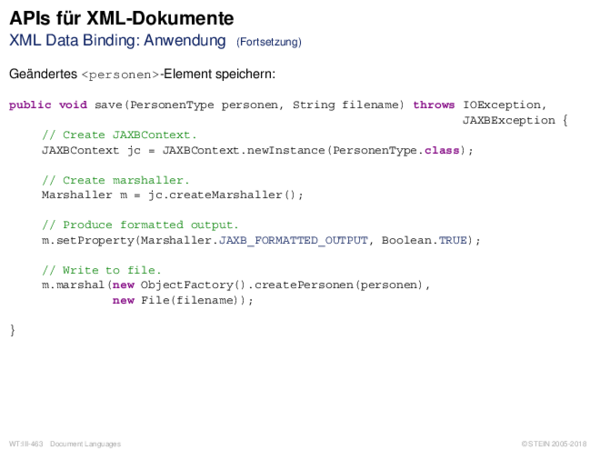 APIs für XML-Dokumente
XML Data Binding: Anwendung (Fortsetzung)
Geändertes <personen>-Element speichern:
public void save(PersonenType personen, String filename) throws IOException,
JAXBException {
// Create JAXBContext.
JAXBContext jc = JAXBContext.newInstance(PersonenType.class);
// Create marshaller.
Marshaller m = jc.createMarshaller();
// Produce formatted output.
m.setProperty(Marshaller.JAXB_FORMATTED_OUTPUT, Boolean.TRUE);
// Write to file.
m.marshal(new ObjectFactory().createPersonen(personen),
new File(filename));
}
WT:III-463 Document Languages © STEIN 2005-2018